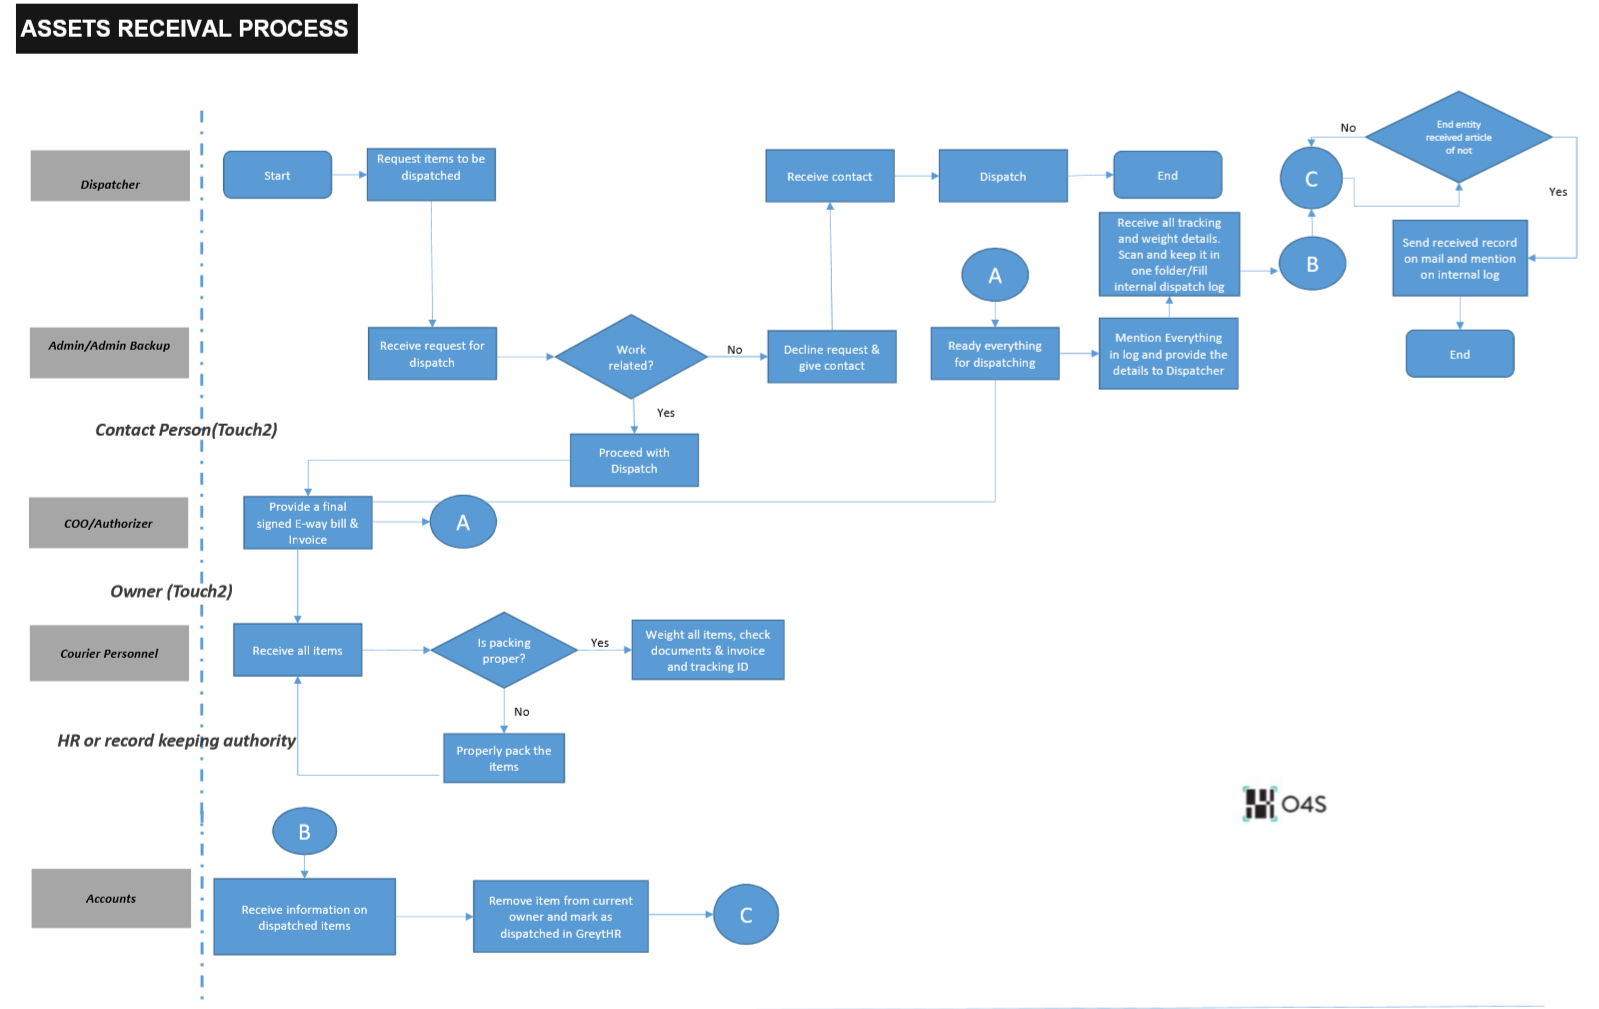 ASSETS RECEIVAL PROCESS
Dispatcher
Start
Request items to be
dispatched
Receive contact
Dispatch
End
C
No
End entity
received article
of not
Yes
Receive all tracking
and weight details.
Scan and keep it in
one folder/Fill
internal dispatch log
A
B
Send received record
on mail and mention
on internal log
End
Admin/Admin Backup
Receive request for
dispatch
Work
related?
No
Yes
Decline request &
give contact
Ready everything
for dispatching
Mention Everything
in log and provide the
details to Dispatcher
Contact Person(Touch2)
Proceed with
Dispatch
COO/Authorizer
Provide a final
signed E-way bill &
Invoice
A
Owner (Touch2)
Courier Personnel
Receive all items
Is packing
proper?
Yes
No
Weight all items, check
documents & invoice
and tracking ID
HR or record keeping authority
Properly pack the
items
O4S
B
Accounts
Receive information on
dispatched items
Remove item from current
owner and mark as
dispatched in GreytHR
C